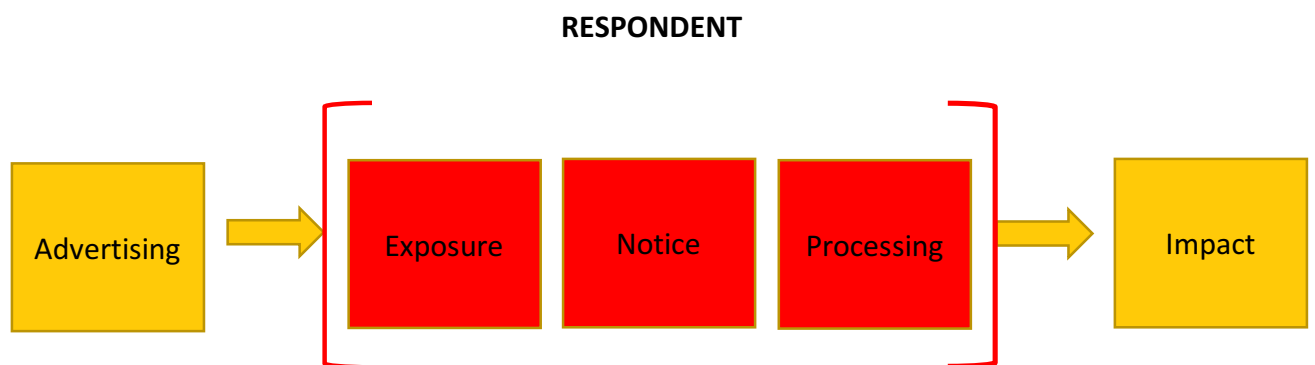 RESPONDENT
Advertising
Exposure
Notice
Processing
Impact